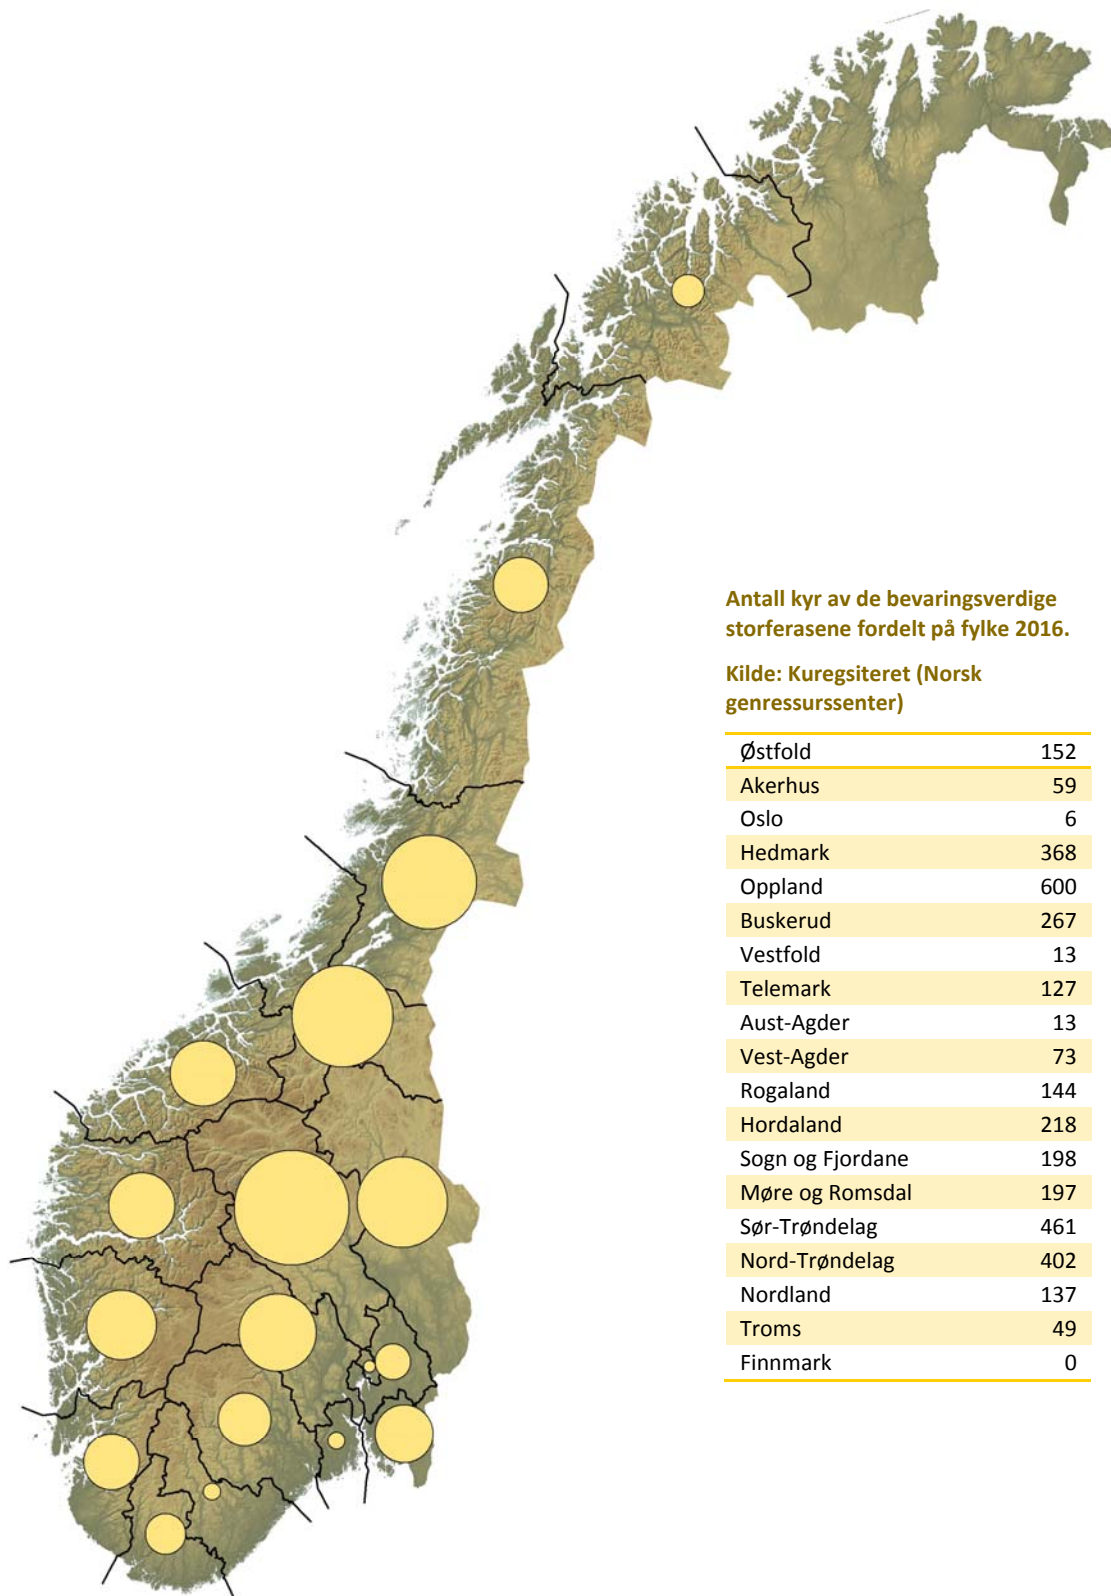 Antall kyr av de bevaringsverdige
storferasene fordelt på fylke 2016.
Kilde: Kuregsiteret (Norsk
genressurssenter)
Østfold 152
Akerhus 59
Oslo 6
Hedmark 368
Oppland 600
Buskerud 267
Vestfold 13
Telemark 127
Aust-Agder 13
Vest-Agder 73
Rogaland 144
Hordaland 218
Sogn og Fjordane 198
Møre og Romsdal 197
Sør-Trøndelag 461
Nord-Trøndelag 402
Nordland 137
Troms 49
Finnmark 0